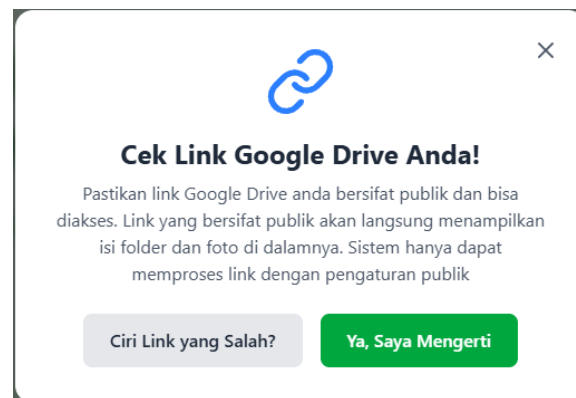 Cek Link Google Drive Anda!
Pastikan link Google Drive anda bersifat publik dan bisa
diakses. Link yang bersifat publik akan langsung menampilkan
isi folder dan foto di dalamnya. Sistem hanya dapat
memproses link dengan pengaturan publik
Ciri Link yang Salah?
Ya, Saya Mengerti